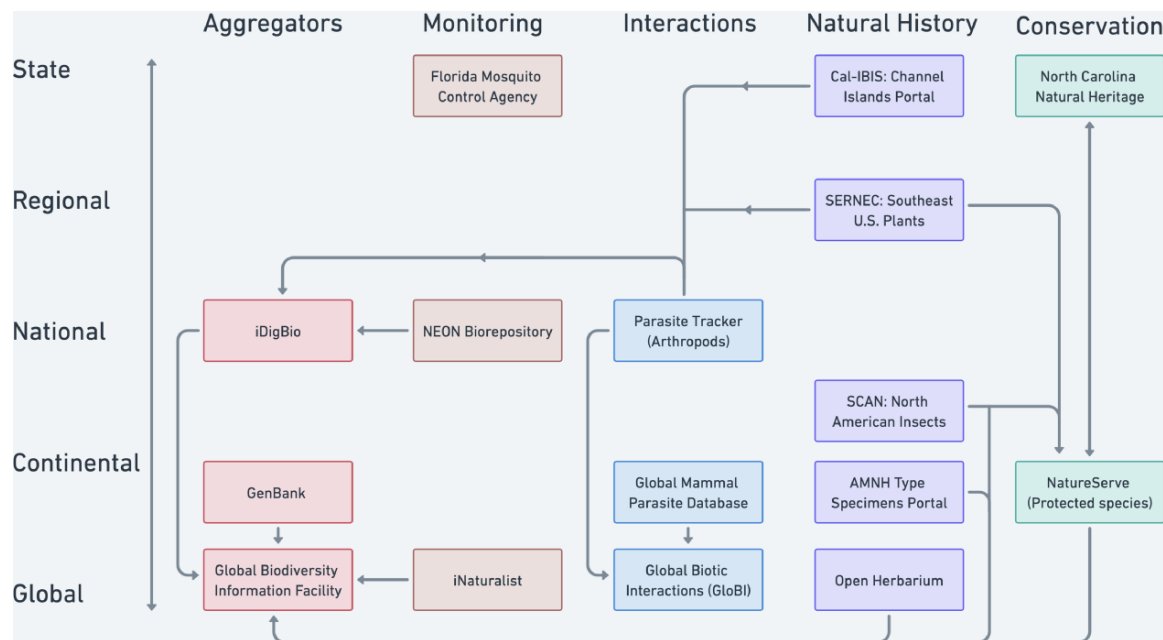 Aggregators
Monitoring
Interactions
Natural History
Conservation
State
Florida Mosquito
Control Agency
Cal-IBIS: Channel
Islands Portal
North Carolina
Natural Heritage
Regional
SERNEC: Southeast
U.S. Plants
National
iDigBio
NEON Biorepository
Parasite Tracker
(Arthropods)
SCAN: North
American Insects
Continental
GenBank
Global Mammal
Parasite Database
AMNH Type
Specimens Portal
NatureServe
(Protected species)
Global
Global Biodiversity
Information Facility
iNaturalist
Global Biotic
Interactions (GloBI)
Open Herbarium